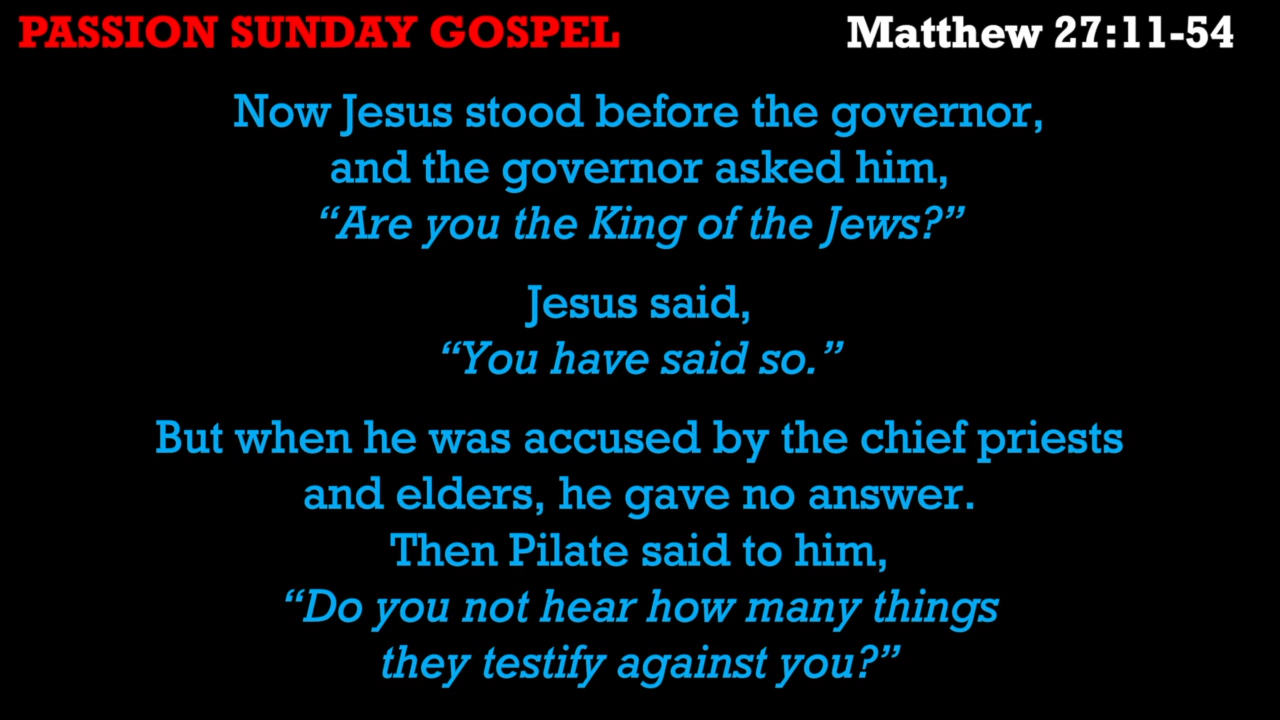 PASSION SUNDAY GOSPEL
Matthew 27:11-54
Now Jesus stood before the governor,
and the governor asked him,
“Are you the King of the Jews?”
Jesus said,
“You have said so.”
But when he was accused by the chief priests
and elders, he gave no answer.
Then Pilate said to him,
“Do you not hear how many things
they testify against you?”